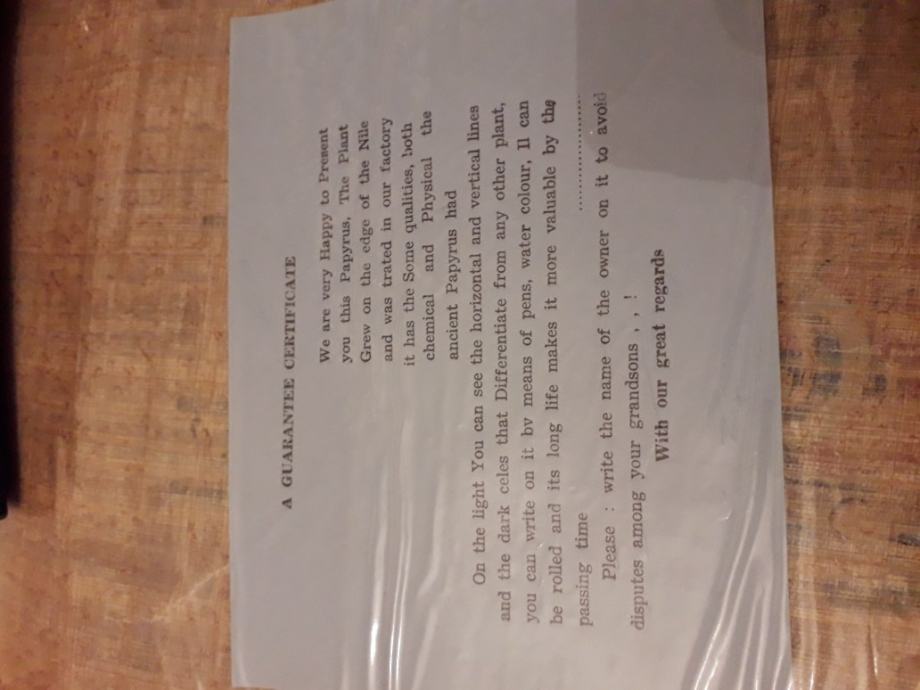 A GUARANTEE CERTIFICATE
We are very Happy to Present
you this Papyrus, The Plant
Grew on the edge of the Nile
and was trated in our factory
it has the Some qualities, both
chemical and Physical the
ancient Papyrus had
On the light You can see the horizontal and vertical lines
and the dark celes that Differentiate from any other plant,
you can write on it bv means of pens, water colour, Il can
be rolled and its long life makes it more valuable by the
passing time ....................
Please : write the name of the owner on it to avoid
disputes among your grandsons , , !
With our great regards